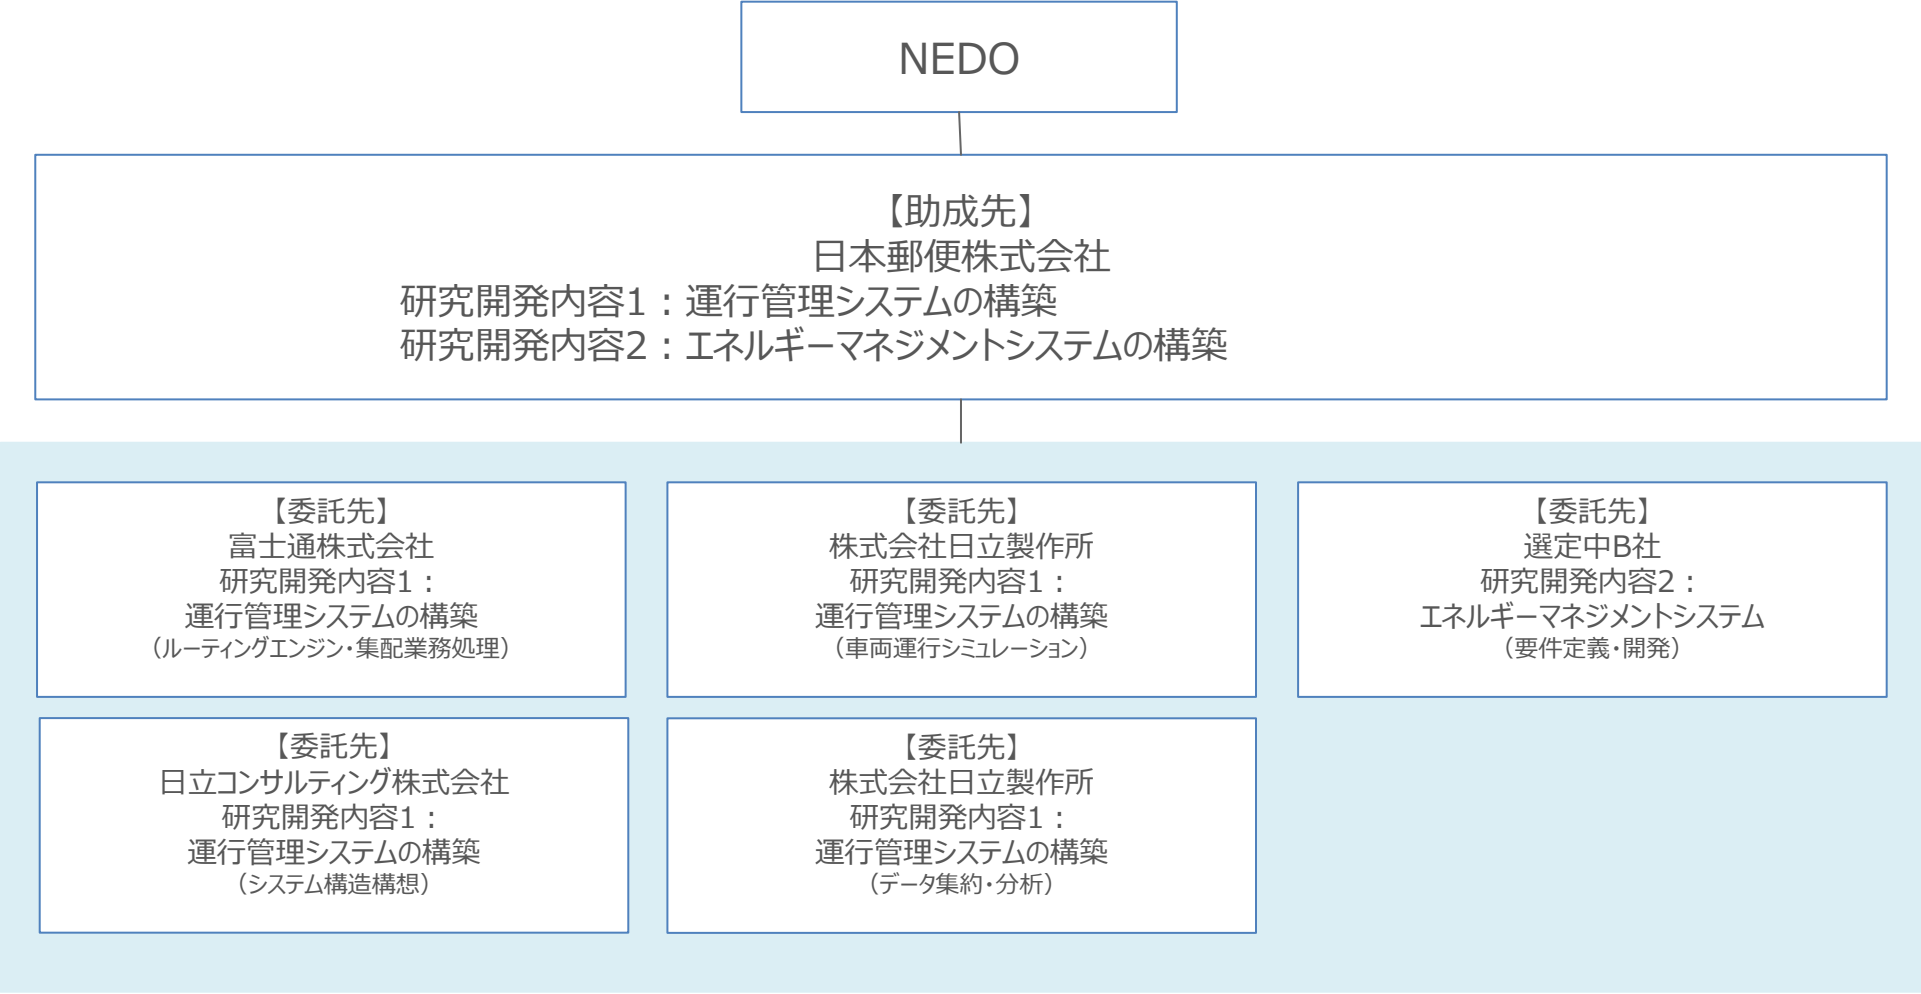 NEDO
【助成先】
日本郵便株式会社
研究開発内容1：運行管理システムの構築
研究開発内容2：エネルギーマネジメントシステムの構築
【委託先】
富士通株式会社
研究開発内容1：
運行管理システムの構築
（ルーティングエンジン・集配業務処理）
【委託先】
株式会社日立製作所
研究開発内容1：
運行管理システムの構築
（車両運行シミュレーション）
【委託先】
選定中B社
研究開発内容2：
エネルギーマネジメントシステム
（要件定義・開発）
【委託先】
日立コンサルティング株式会社
研究開発内容1：
運行管理システムの構築
（システム構造構想）
【委託先】
株式会社日立製作所
研究開発内容1：
運行管理システムの構築
（データ集約・分析）